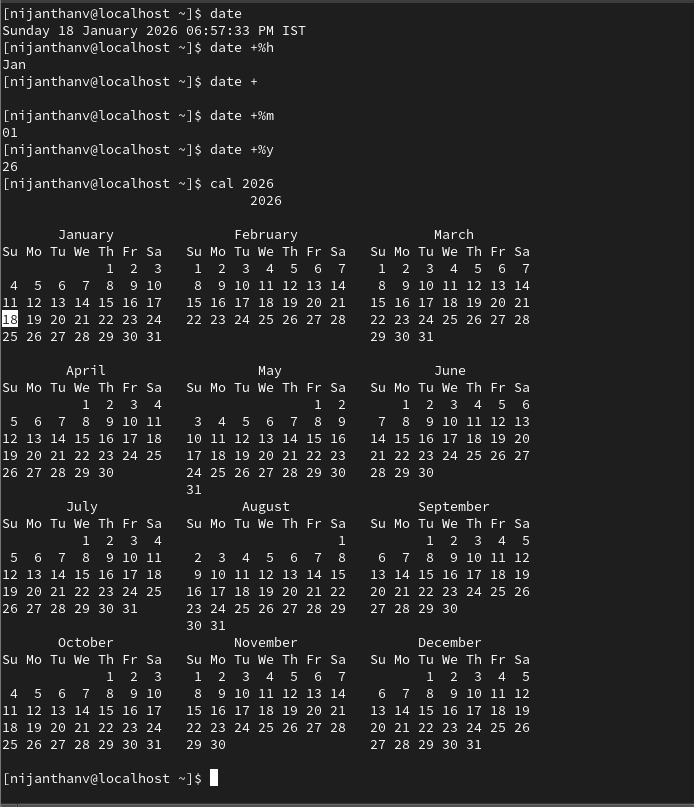 [nijanthanv@localhost ~]$ date
Sunday 18 January 2026 06:57:33 PM IST
[nijanthanv@localhost ~]$ date +%h
Jan
[nijanthanv@localhost ~]$ date +

[nijanthanv@localhost ~]$ date +%m
01
[nijanthanv@localhost ~]$ date +%y
26
[nijanthanv@localhost ~]$ cal 2026
                               2026

       January               February                 March
Su Mo Tu We Th Fr Sa   Su Mo Tu We Th Fr Sa   Su Mo Tu We Th Fr Sa
             1  2  3    1  2  3  4  5  6  7    1  2  3  4  5  6  7
 4  5  6  7  8  9 10    8  9 10 11 12 13 14    8  9 10 11 12 13 14
11 12 13 14 15 16 17   15 16 17 18 19 20 21   15 16 17 18 19 20 21
18 19 20 21 22 23 24   22 23 24 25 26 27 28   22 23 24 25 26 27 28
25 26 27 28 29 30 31                          29 30 31

        April                   May                   June
Su Mo Tu We Th Fr Sa   Su Mo Tu We Th Fr Sa   Su Mo Tu We Th Fr Sa
          1  2  3  4                   1  2       1  2  3  4  5  6
 5  6  7  8  9 10 11    3  4  5  6  7  8  9    7  8  9 10 11 12 13
12 13 14 15 16 17 18   10 11 12 13 14 15 16   14 15 16 17 18 19 20
19 20 21 22 23 24 25   17 18 19 20 21 22 23   21 22 23 24 25 26 27
26 27 28 29 30         24 25 26 27 28 29 30   28 29 30
                       31
        July                  August                September
Su Mo Tu We Th Fr Sa   Su Mo Tu We Th Fr Sa   Su Mo Tu We Th Fr Sa
          1  2  3  4                      1          1  2  3  4  5
 5  6  7  8  9 10 11    2  3  4  5  6  7  8    6  7  8  9 10 11 12
12 13 14 15 16 17 18    9 10 11 12 13 14 15   13 14 15 16 17 18 19
19 20 21 22 23 24 25   16 17 18 19 20 21 22   20 21 22 23 24 25 26
26 27 28 29 30 31      23 24 25 26 27 28 29   27 28 29 30
                       30 31
       October               November               December
Su Mo Tu We Th Fr Sa   Su Mo Tu We Th Fr Sa   Su Mo Tu We Th Fr Sa
             1  2  3    1  2  3  4  5  6  7          1  2  3  4  5
 4  5  6  7  8  9 10    8  9 10 11 12 13 14    6  7  8  9 10 11 12
11 12 13 14 15 16 17   15 16 17 18 19 20 21   13 14 15 16 17 18 19
18 19 20 21 22 23 24   22 23 24 25 26 27 28   20 21 22 23 24 25 26
25 26 27 28 29 30 31   29 30                  27 28 29 30 31

[nijanthanv@localhost ~]$